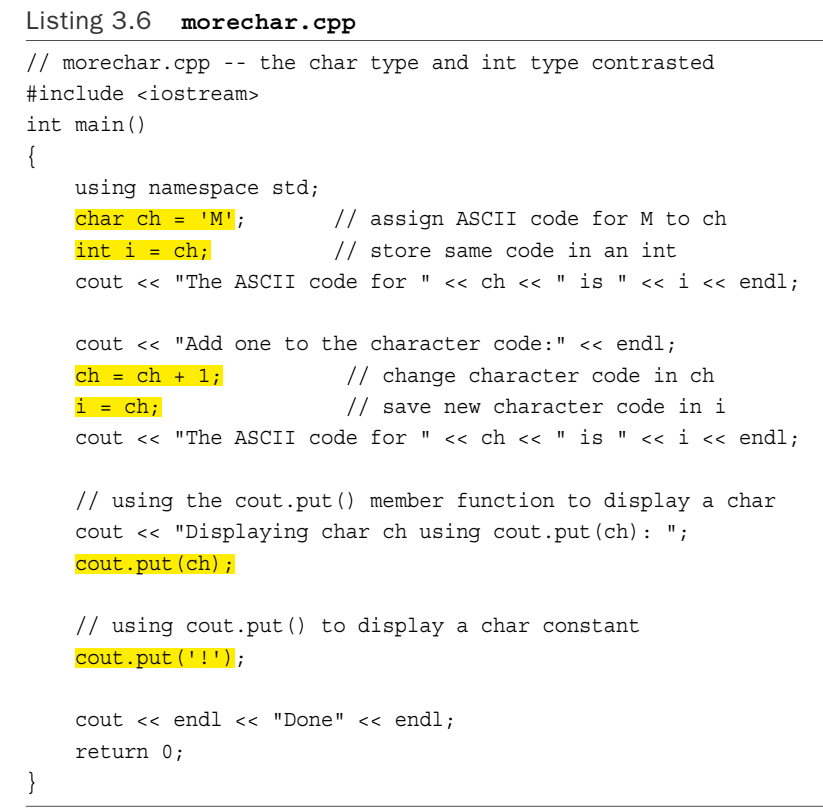 Listing 3.6 morechar.cpp
// morechar.cpp -- the char type and int type contrasted
#include <iostream>
int main()
{
    using namespace std;
    char ch = 'M';        // assign ASCII code for M to ch
    int i = ch;           // store same code in an int
    cout << "The ASCII code for " << ch << " is " << i << endl;

    cout << "Add one to the character code:" << endl;
    ch = ch + 1;          // change character code in ch
    i = ch;               // save new character code in i
    cout << "The ASCII code for " << ch << " is " << i << endl;

    // using the cout.put() member function to display a char
    cout << "Displaying char ch using cout.put(ch): ";
    cout.put(ch);

    // using cout.put() to display a char constant
    cout.put('!');

    cout << endl << "Done" << endl;
    return 0;
}